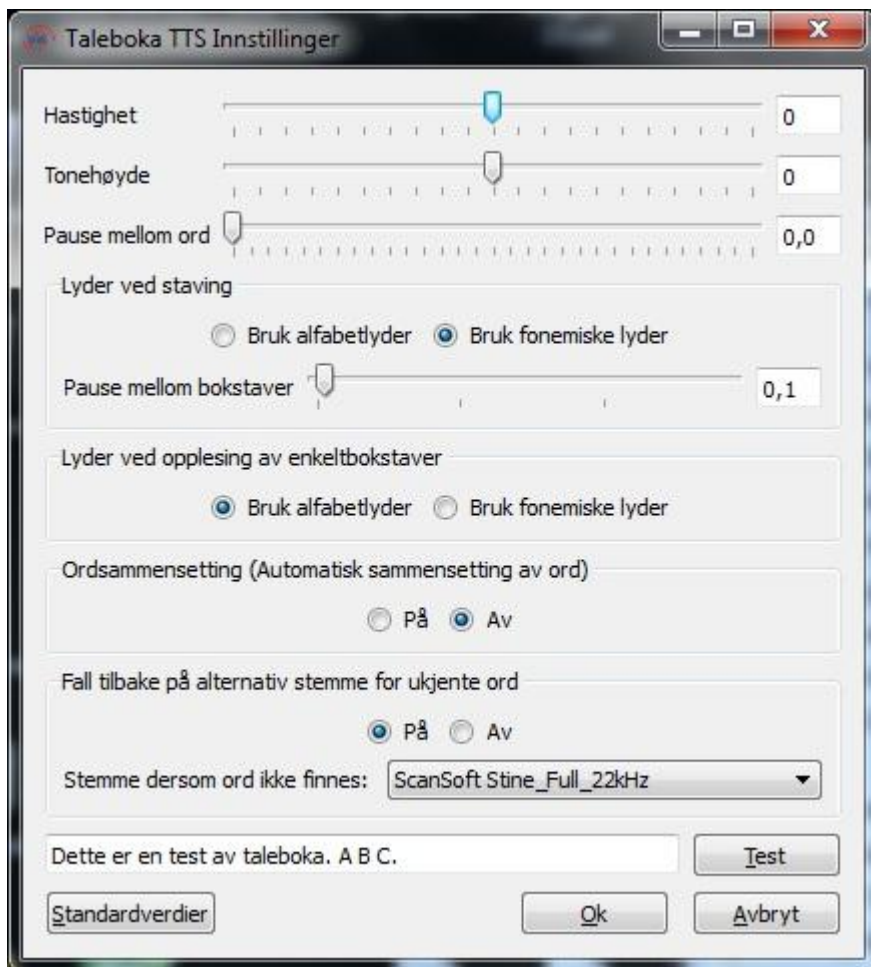 Taleboka TTS Innstillinger
Hastighet 0
Tonehøyde 0
Pause mellom ord 0,0
Lyder ved staving
Bruk alfabetlyder Bruk fonemiske lyder
Pause mellom bokstaver 0,1
Lyder ved opplesing av enkeltbokstaver
Bruk alfabetlyder Bruk fonemiske lyder
Ordsammensetting (Automatisk sammensetting av ord)
På Av
Fall tilbake på alternativ stemme for ukjente ord
På Av
Stemme dersom ord ikke finnes: ScanSoft Stine_Full_22kHz
Dette er en test av taleboka. A B C. Test
Standardverdier Ok Avbryt